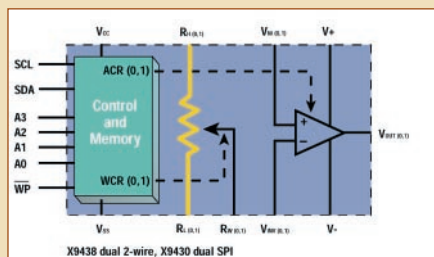 VCC RH (0,1) VNI (0,1) V+
ACR (0,1)
SCL
SDA
Control
and
Memory
A3
A2
A1
A0
VOUT (0,1)
WP
WCR (0,1)
VSS RL (0,1) RW (0,1) VINV (0,1) V-
X9438 dual 2-wire, X9430 dual SPI